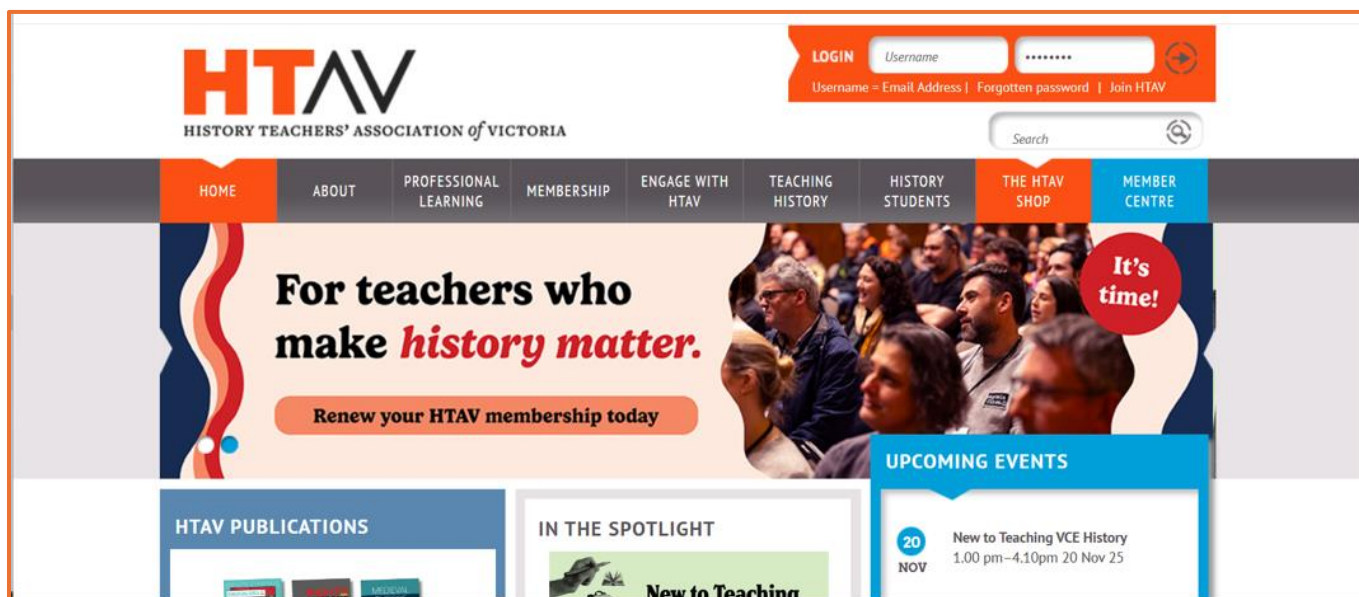 HTAV
HISTORY TEACHERS' ASSOCIATION of VICTORIA
LOGIN
Username
Username = Email Address | Forgotten password | Join HTAV
Search
HOME
ABOUT
PROFESSIONAL
LEARNING
MEMBERSHIP
ENGAGE WITH
HTAV
TEACHING
HISTORY
HISTORY
STUDENTS
THE HTAV
SHOP
MEMBER
CENTRE
For teachers who
make history matter.
Renew your HTAV membership today
It's
time!
HTAV PUBLICATIONS
MEDIEVAL
IN THE SPOTLIGHT
New to Teaching
UPCOMING EVENTS
20
NOV
New to Teaching VCE History
1.00 pm–4.10pm 20 Nov 25